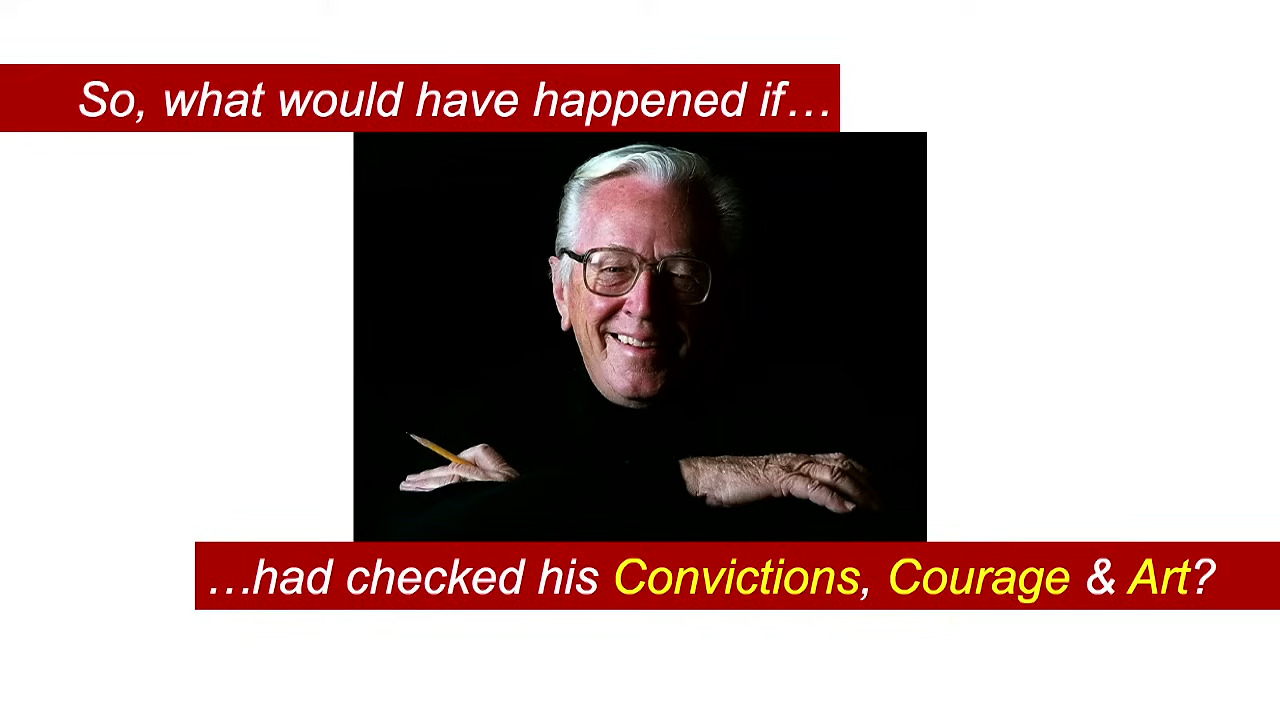 So, what would have happened if…
…had checked his Convictions, Courage & Art?